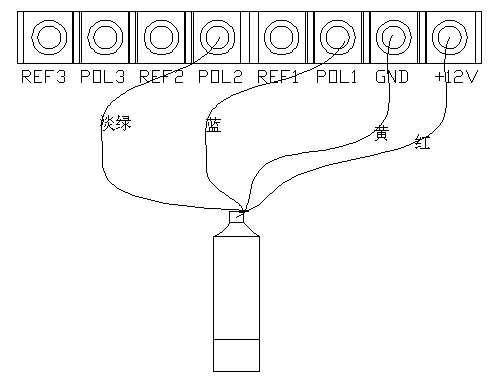 REF3 POL3 REF2 POL2 REF1 POL1 GND +12V
淡绿 蓝 黄 红